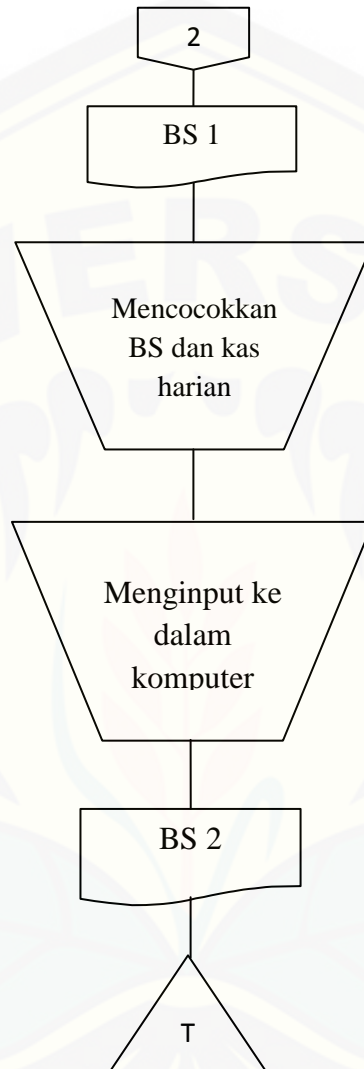 2
BS 1
Mencocokkan
BS dan kas
harian
Menginput ke
dalam
komputer
BS 2
T